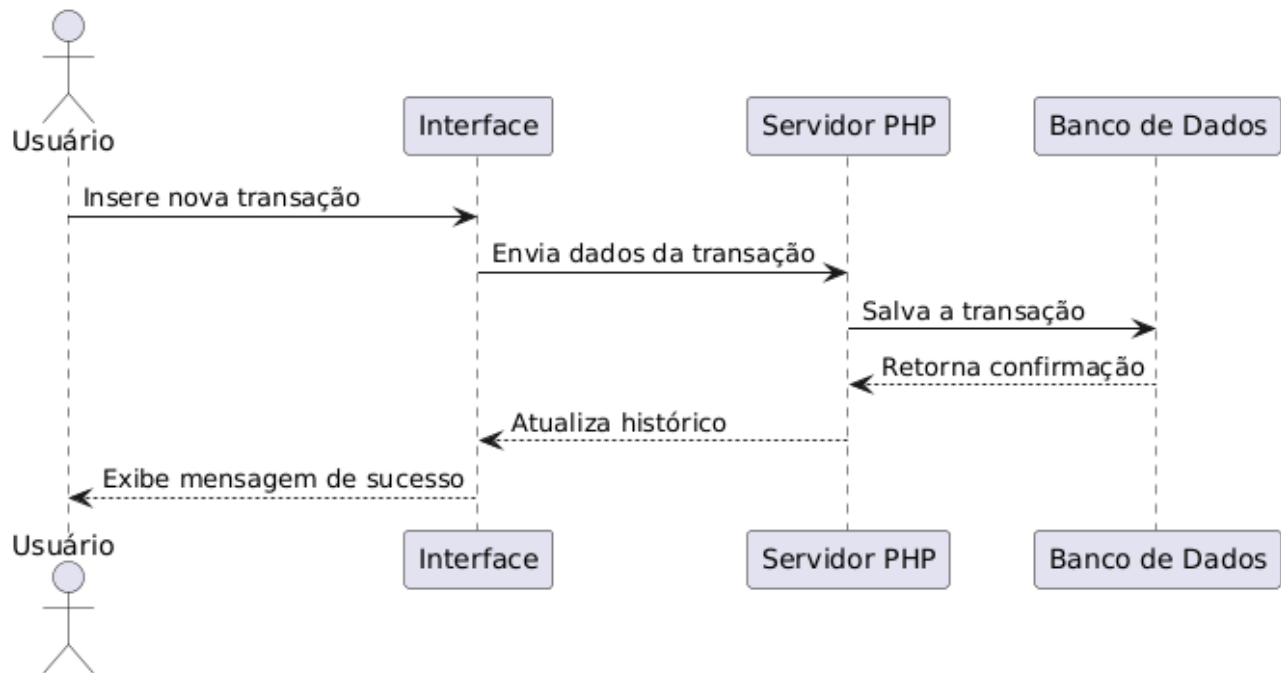 Usuário
Interface
Servidor PHP
Banco de Dados
Insere nova transação
Envia dados da transação
Salva a transação
Retorna confirmação
Atualiza histórico
Exibe mensagem de sucesso
Usuário
Interface
Servidor PHP
Banco de Dados